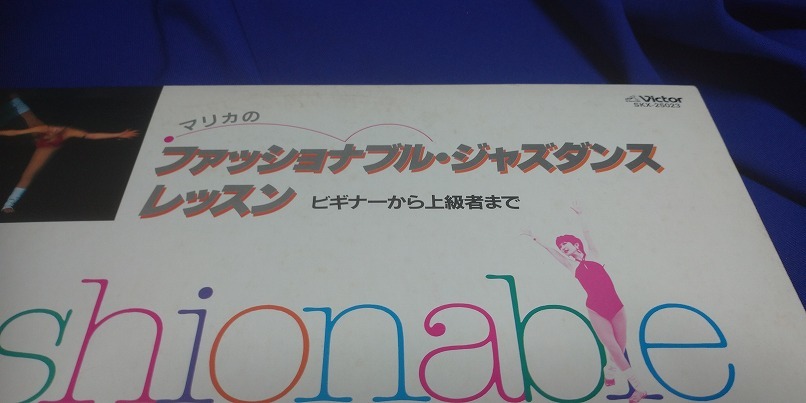 Victor
SKX-25023
マリカの
ファッショナブル・ジャズダンス
レッスン ビギナーから上級者まで
shionable